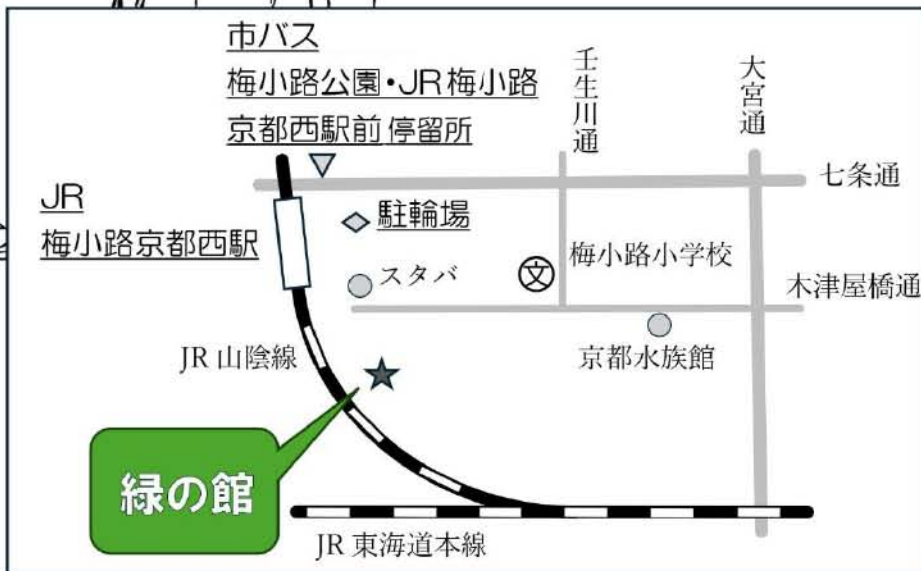 市バス
梅小路公園・JR梅小路
京都西駅前 停留所
壬生川通
大宮通
七条通
JR
梅小路京都西駅
駐輪場
スタバ
文
梅小路小学校
木津屋橋通
京都水族館
JR 山陰線
緑の館
JR 東海道本線